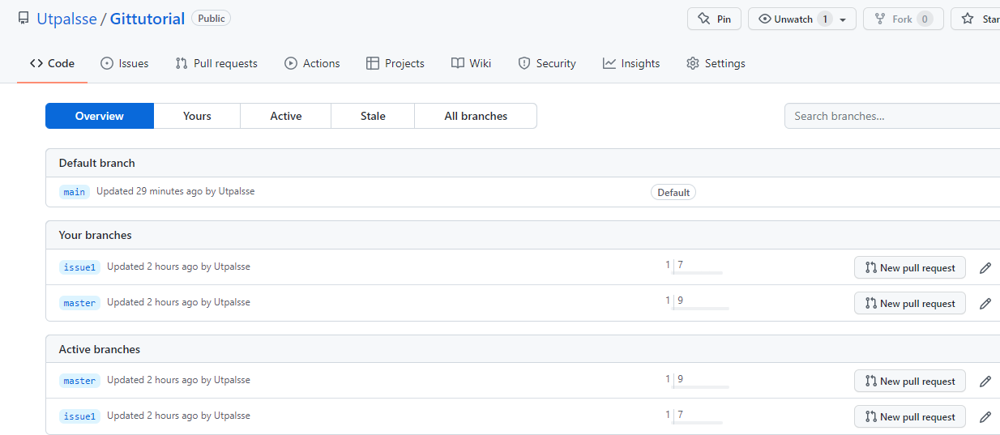 Utpalsse / Gittutorial Public Pin Unwatch 1 Fork 0 Star
Code Issues Pull requests Actions Projects Wiki Security Insights Settings
Overview Yours Active Stale All branches Search branches...
Default branch
main Updated 29 minutes ago by Utpalsse Default
Your branches
issue1 Updated 2 hours ago by Utpalsse 1 7 New pull request
master Updated 2 hours ago by Utpalsse 1 9 New pull request
Active branches
master Updated 2 hours ago by Utpalsse 1 9 New pull request
issue1 Updated 2 hours ago by Utpalsse 1 7 New pull request